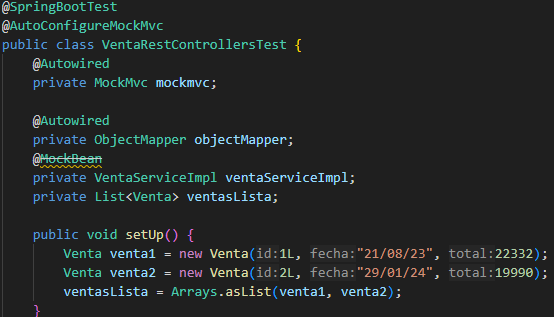 @SpringBootTest
@AutoConfigureMockMvc
public class VentaRestControllersTest {
@Autowired
private MockMvc mockmvc;
@Autowired
private ObjectMapper objectMapper;
@MockBean
private VentaServiceImpl ventaServiceImpl;
private List<Venta> ventasLista;
public void setUp() {
Venta venta1 = new Venta(id:1L, fecha:"21/08/23", total:22332);
Venta venta2 = new Venta(id:2L, fecha:"29/01/24", total:19990);
ventasLista = Arrays.asList(venta1, venta2);
}